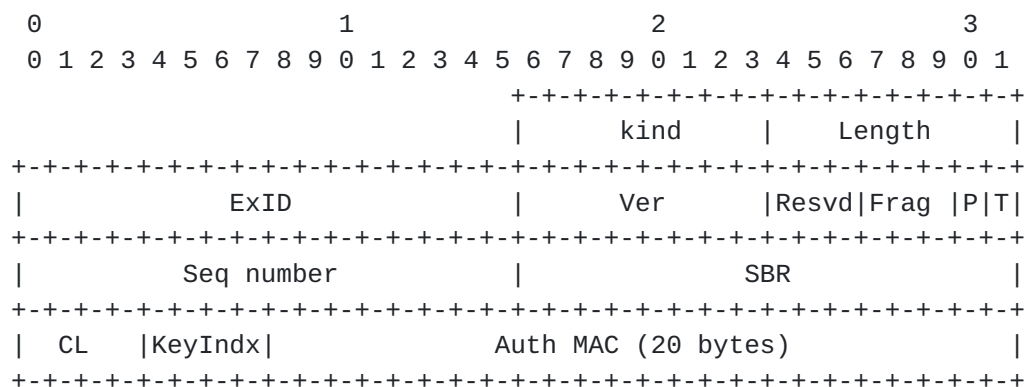 0                   1                   2                   3
0 1 2 3 4 5 6 7 8 9 0 1 2 3 4 5 6 7 8 9 0 1 2 3 4 5 6 7 8 9 0 1
                                +-+-+-+-+-+-+-+-+-+-+-+-+-+-+-+-+
                                |      kind     |    Length     |
+-+-+-+-+-+-+-+-+-+-+-+-+-+-+-+-+-+-+-+-+-+-+-+-+-+-+-+-+-+-+-+-+
|             ExID              |      Ver      |Resvd|Frag |P|T|
+-+-+-+-+-+-+-+-+-+-+-+-+-+-+-+-+-+-+-+-+-+-+-+-+-+-+-+-+-+-+-+-+
|          Seq number           |              SBR              |
+-+-+-+-+-+-+-+-+-+-+-+-+-+-+-+-+-+-+-+-+-+-+-+-+-+-+-+-+-+-+-+-+
|  CL   |KeyIndx|              Auth MAC (20 bytes)              |
+-+-+-+-+-+-+-+-+-+-+-+-+-+-+-+-+-+-+-+-+-+-+-+-+-+-+-+-+-+-+-+-+